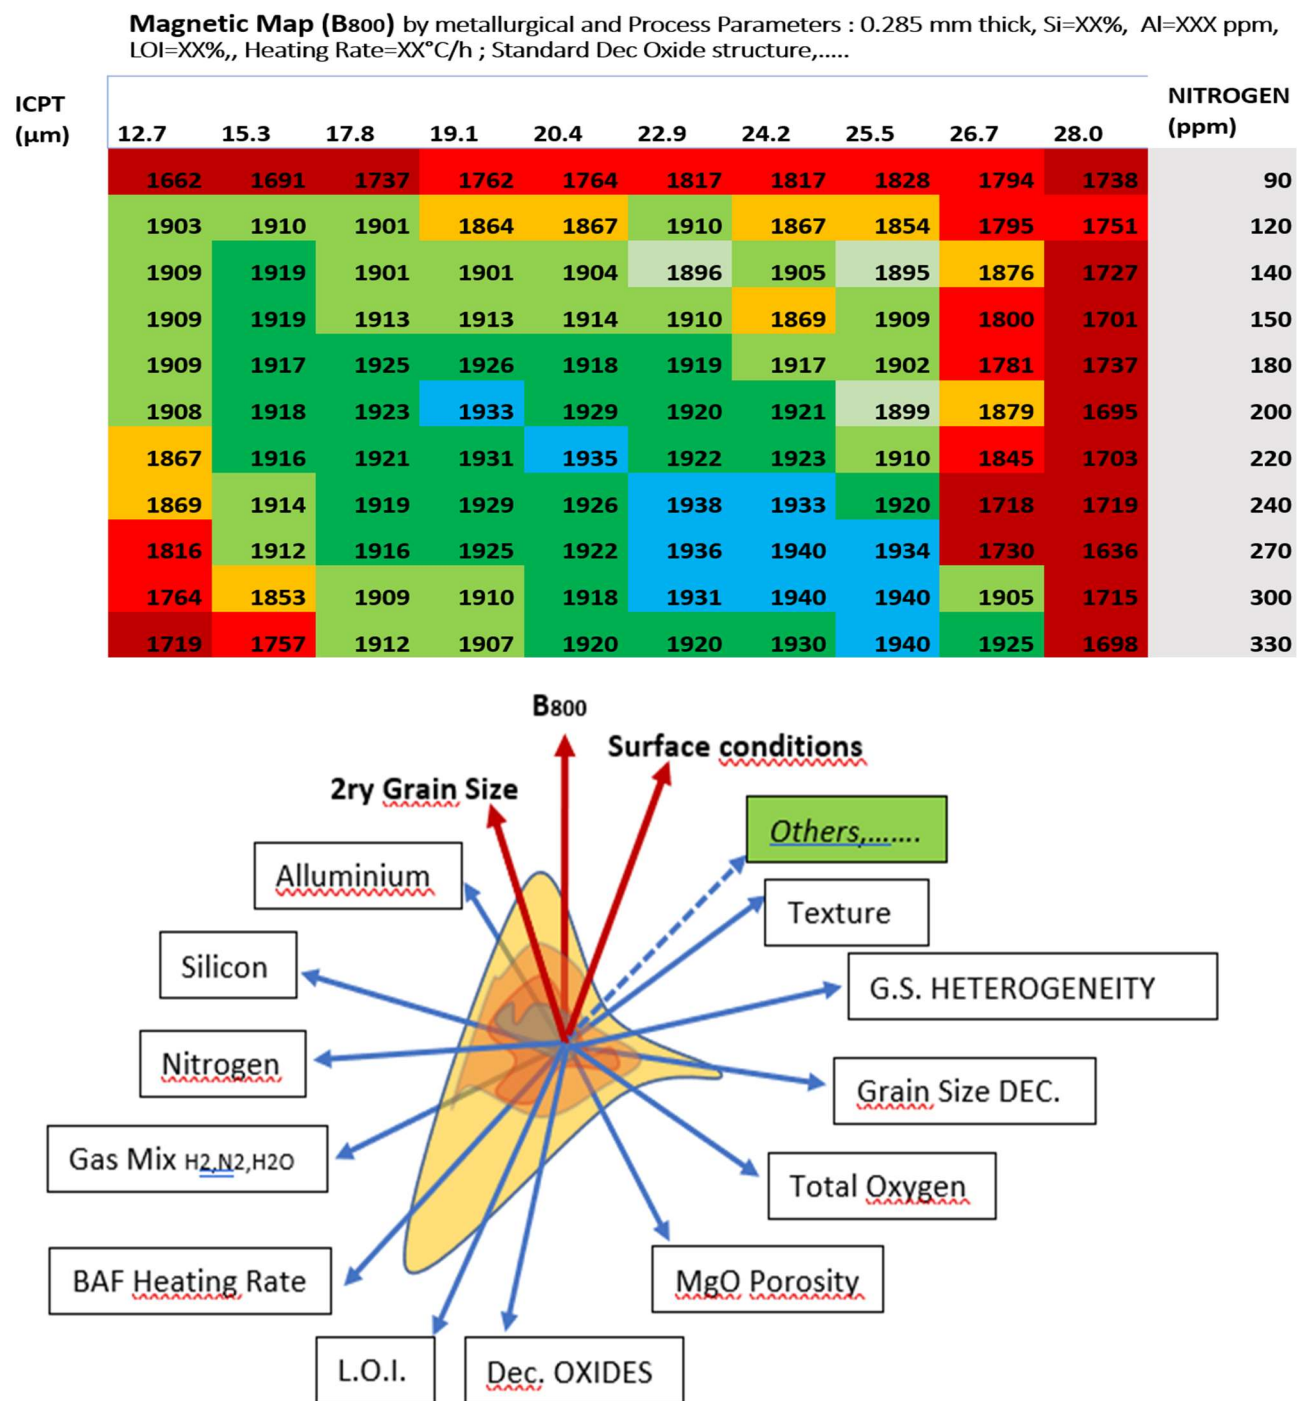 Magnetic Map (B800) by metallurgical and Process Parameters : 0.285 mm thick, Si=XX%, Al=XXX ppm,
LOI=XX%,, Heating Rate=XX°C/h ; Standard Dec Oxide structure,.....
ICPT
(µm)
12.7 15.3 17.8 19.1 20.4 22.9 24.2 25.5 26.7 28.0
NITROGEN
(ppm)
1662 1691 1737 1762 1764 1817 1817 1828 1794 1738 90
1903 1910 1901 1864 1867 1910 1867 1854 1795 1751 120
1909 1919 1901 1901 1904 1896 1905 1895 1876 1727 140
1909 1919 1913 1913 1914 1910 1869 1909 1800 1701 150
1909 1917 1925 1926 1918 1919 1917 1902 1781 1737 180
1908 1918 1923 1933 1929 1920 1921 1899 1879 1695 200
1867 1916 1921 1931 1935 1922 1923 1910 1845 1703 220
1869 1914 1919 1929 1926 1938 1933 1920 1718 1719 240
1816 1912 1916 1925 1922 1936 1940 1934 1730 1636 270
1764 1853 1909 1910 1918 1931 1940 1940 1905 1715 300
1719 1757 1912 1907 1920 1920 1930 1940 1925 1698 330
B800
Surface conditions
2ry Grain Size
Others,.......
Alluminium
Texture
Silicon
G.S. HETEROGENEITY
Nitrogen
Grain Size DEC.
Gas Mix H2,N2,H2O
Total Oxygen
BAF Heating Rate
MgO Porosity
L.O.I.
Dec. OXIDES